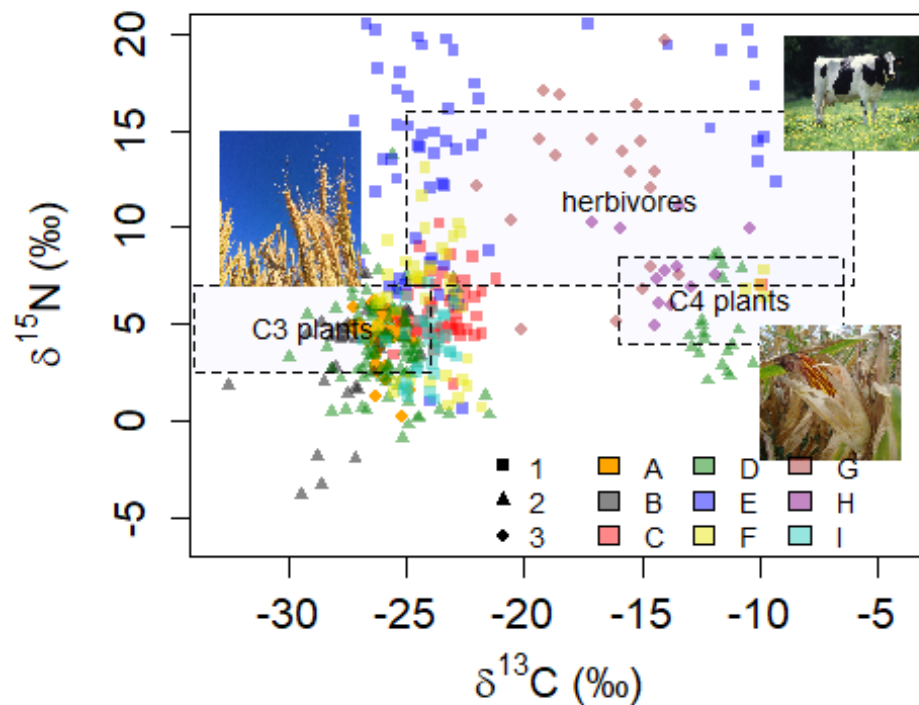 20
15
10
5
0
-5
δ15N (‰)
herbivores
C3 plants
C4 plants
1 A D G
2 B E H
3 C F I
-30 -25 -20 -15 -10 -5
δ13C (‰)